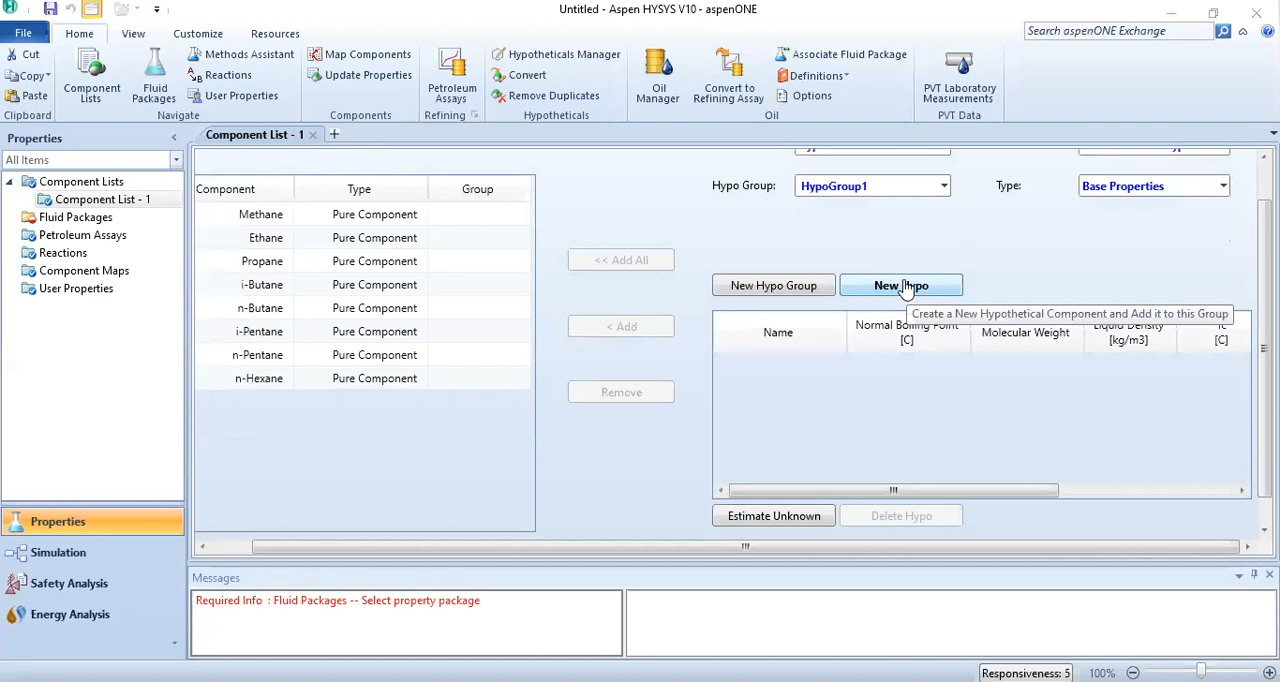 Untitled - Aspen HYSYS V10 - aspenONE
File
Home
View
Customize
Resources
Search aspenONE Exchange
Cut
Copy
Paste
Clipboard
Component Lists
Fluid Packages
Methods Assistant
Reactions
User Properties
Navigate
Map Components
Update Properties
Components
Petroleum Assays
Refining
Hypotheticals Manager
Convert
Remove Duplicates
Hypotheticals
Oil Manager
Convert to Refining Assay
Associate Fluid Package
Definitions
Options
Oil
PVT Laboratory Measurements
PVT Data
Properties
All Items
Component Lists
Component List - 1
Fluid Packages
Petroleum Assays
Reactions
Component Maps
User Properties
Properties
Simulation
Safety Analysis
Energy Analysis
Component List - 1
Component Type Group
Methane Pure Component
Ethane Pure Component
Propane Pure Component
i-Butane Pure Component
n-Butane Pure Component
i-Pentane Pure Component
n-Pentane Pure Component
n-Hexane Pure Component
<< Add All
< Add
Remove
Hypo Group: HypoGroup1 Type: Base Properties
New Hypo Group
New Hypo
Create a New Hypothetical Component and Add it to this Group
Name
Normal Boiling Point [C]
Molecular Weight
Liquid Density [kg/m3]
Tc [C]
Estimate Unknown
Delete Hypo
Messages
Required Info : Fluid Packages -- Select property package
Responsiveness: 5
100%